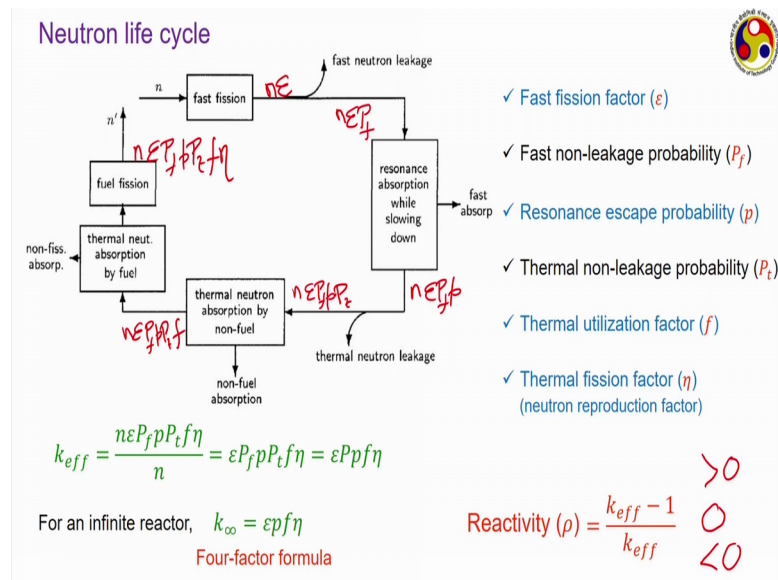 Neutron life cycle
fast neutron leakage
n
fast fission
nε
nεP_f
n'
nεP_f pP_t fη
fuel fission
resonance
absorption
while
slowing
down
fast
absorp
non-fiss.
absorp.
thermal neut.
absorption
by fuel
thermal neutron
absorption by
non-fuel
nεP_f pP_t
nεP_f p
nεP_f pP_t f
thermal neutron leakage
non-fuel
absorption
✓ Fast fission factor (ε)
✓ Fast non-leakage probability (P_f)
✓ Resonance escape probability (p)
✓ Thermal non-leakage probability (P_t)
✓ Thermal utilization factor (f)
✓ Thermal fission factor (η)
(neutron reproduction factor)
k_eff = nεP_f pP_t fη / n = εP_f pP_t fη = εPpfη
For an infinite reactor, k_∞ = εpfη
Four-factor formula
Reactivity (ρ) = k_eff − 1 / k_eff
>0
0
<0